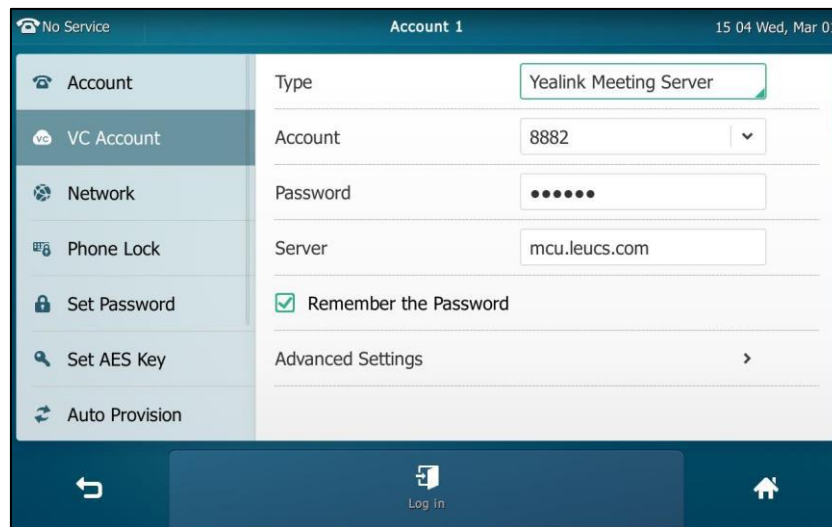 No Service Account 1 15 04 Wed, Mar 0
Account
VC Account
Network
Phone Lock
Set Password
Set AES Key
Auto Provision
Type Yealink Meeting Server
Account 8882
Password ●●●●●●
Server mcu.leucs.com
Remember the Password
Advanced Settings
Log in